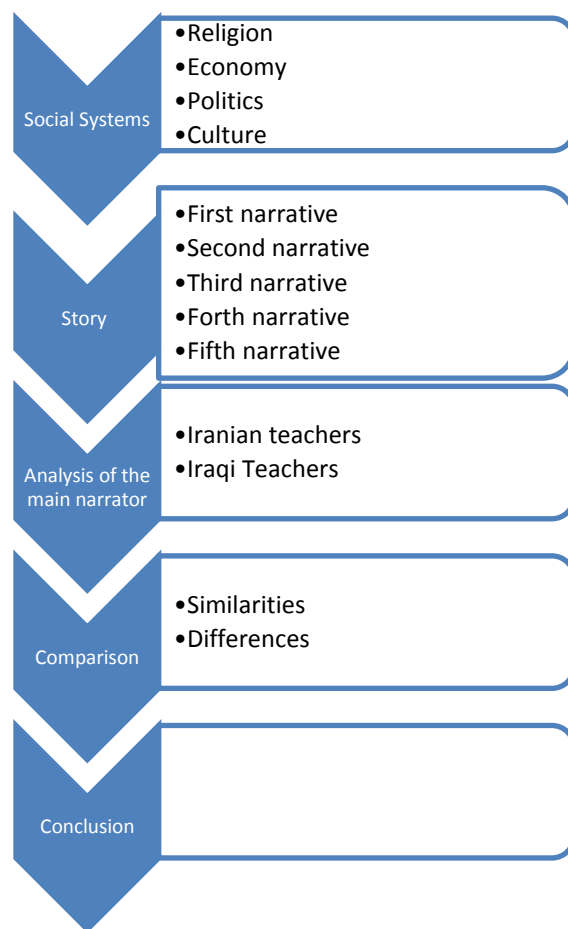 Social Systems
•Religion
•Economy
•Politics
•Culture
Story
•First narrative
•Second narrative
•Third narrative
•Forth narrative
•Fifth narrative
Analysis of the
main narrator
•Iranian teachers
•Iraqi Teachers
Comparison
•Similarities
•Differences
Conclusion